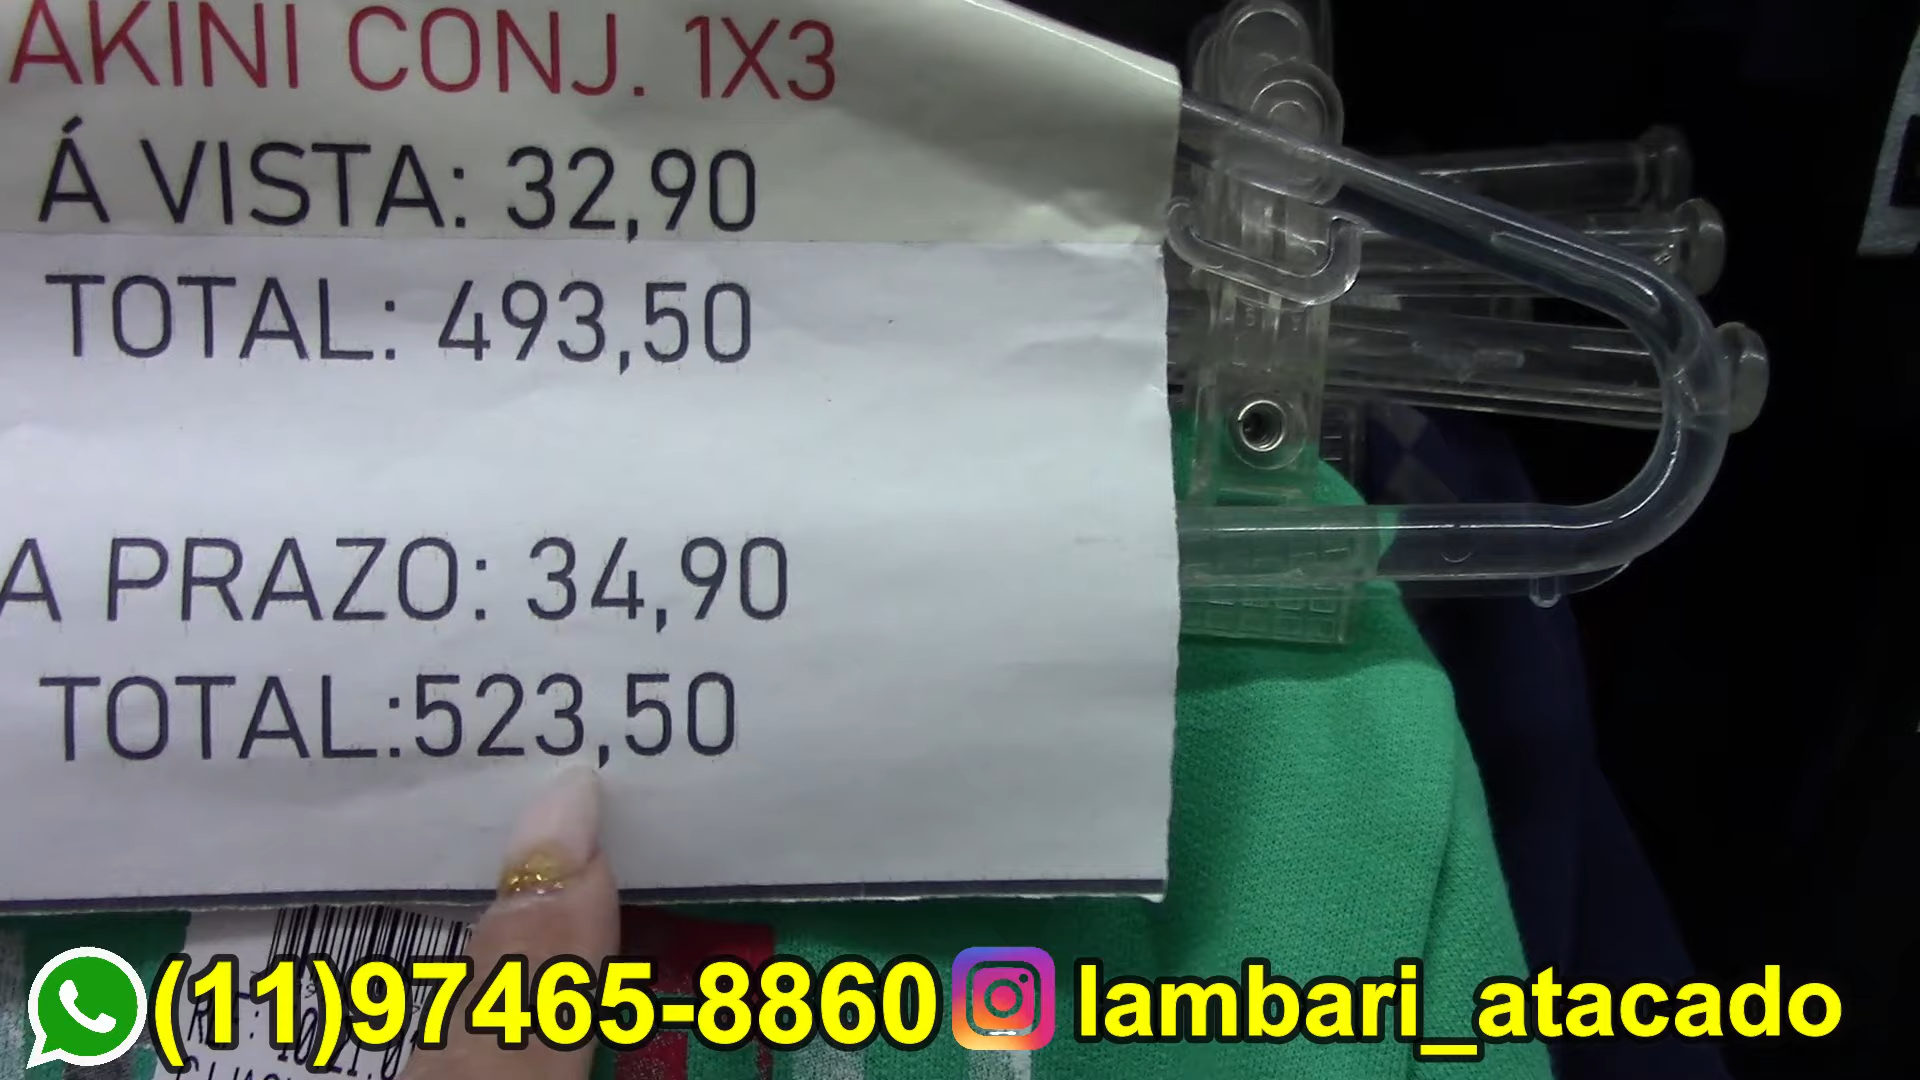 AKINI CONJ. 1X3
Á VISTA: 32,90
TOTAL: 493,50
A PRAZO: 34,90
TOTAL:523,50
(11)97465-8860 lambari_atacado